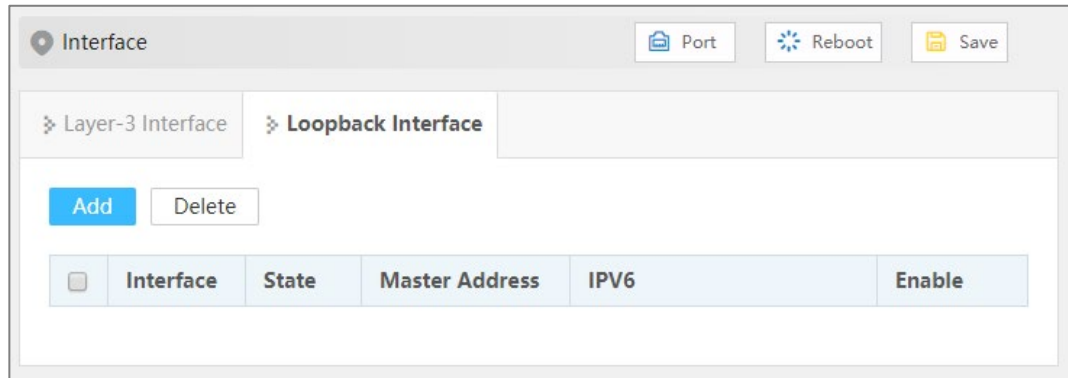 Interface Port Reboot Save
Layer-3 Interface Loopback Interface
Add Delete
Interface State Master Address IPV6 Enable